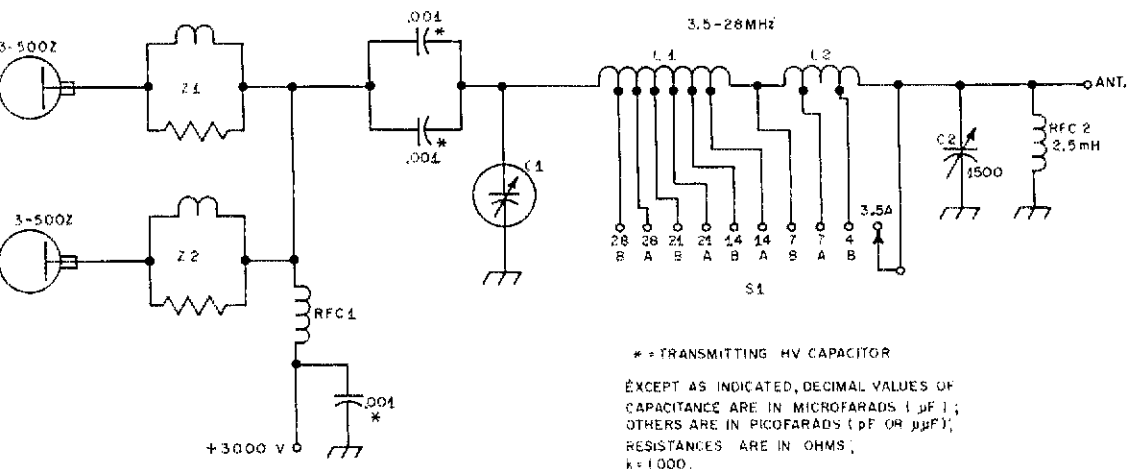 3.5-28MHz
3-500Z
Z1
.001
*
.001
*
C1
L1
L2
ANT.
C2
1500
RFC 2
2.5mH
3-500Z
Z2
RFC1
.001
*
+3000 V
28 B
28 A
21 B
21 A
14 B
14 A
7 B
7 A
4 B
3.5A
S1
* = TRANSMITTING HV CAPACITOR
EXCEPT AS INDICATED, DECIMAL VALUES OF
CAPACITANCE ARE IN MICROFARADS ( µF ) ;
OTHERS ARE IN PICOFARADS ( pF OR µµF);
RESISTANCES ARE IN OHMS ;
k = 1000.